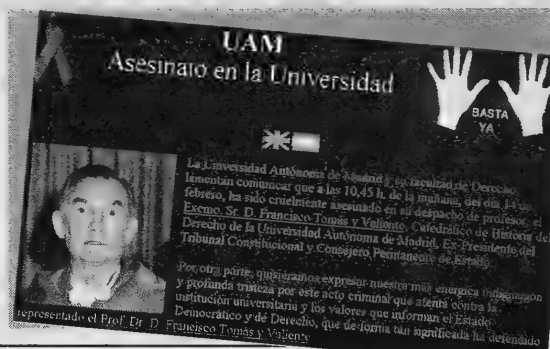 UAM
Asesinato en la Universidad
BASTA
YA
La Universidad Autónoma de Madrid y su facultad de Derecho
lamentan comunicar que a las 10,45 h. de la mañana, del día 14 de
febrero, ha sido cruelmente asesinado en su despacho de profesor, el
Excmo. Sr. D. Francisco Tomás y Valiente, Catedrático de Historia del
Derecho de la Universidad Autónoma de Madrid, Ex-Presidente del
Tribunal Constitucional y Consejero Permanente de Estado.
Por otra parte, quisieramos expresar nuestra más energica indignación
y profunda tristeza por este acto criminal que atenta contra la
institución universitaria y los valores que informan el Estado
Democrático y de Derecho, que de forma tan significada ha defendido
representado el Prof. Dr. D. Francisco Tomás y Valiente